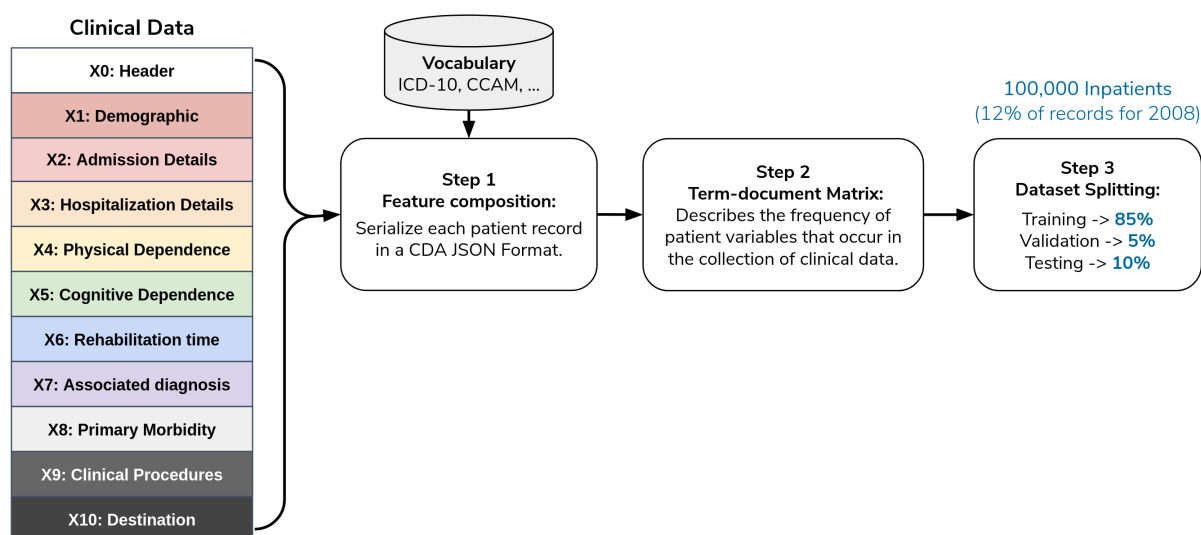 Clinical Data
X0: Header
X1: Demographic
X2: Admission Details
X3: Hospitalization Details
X4: Physical Dependence
X5: Cognitive Dependence
X6: Rehabilitation time
X7: Associated diagnosis
X8: Primary Morbidity
X9: Clinical Procedures
X10: Destination
Vocabulary
ICD-10, CCAM, ...
Step 1
Feature composition:
Serialize each patient record
in a CDA JSON Format.
Step 2
Term-document Matrix:
Describes the frequency of
patient variables that occur in
the collection of clinical data.
100,000 Inpatients
(12% of records for 2008)
Step 3
Dataset Splitting:
Training -> 85%
Validation -> 5%
Testing -> 10%